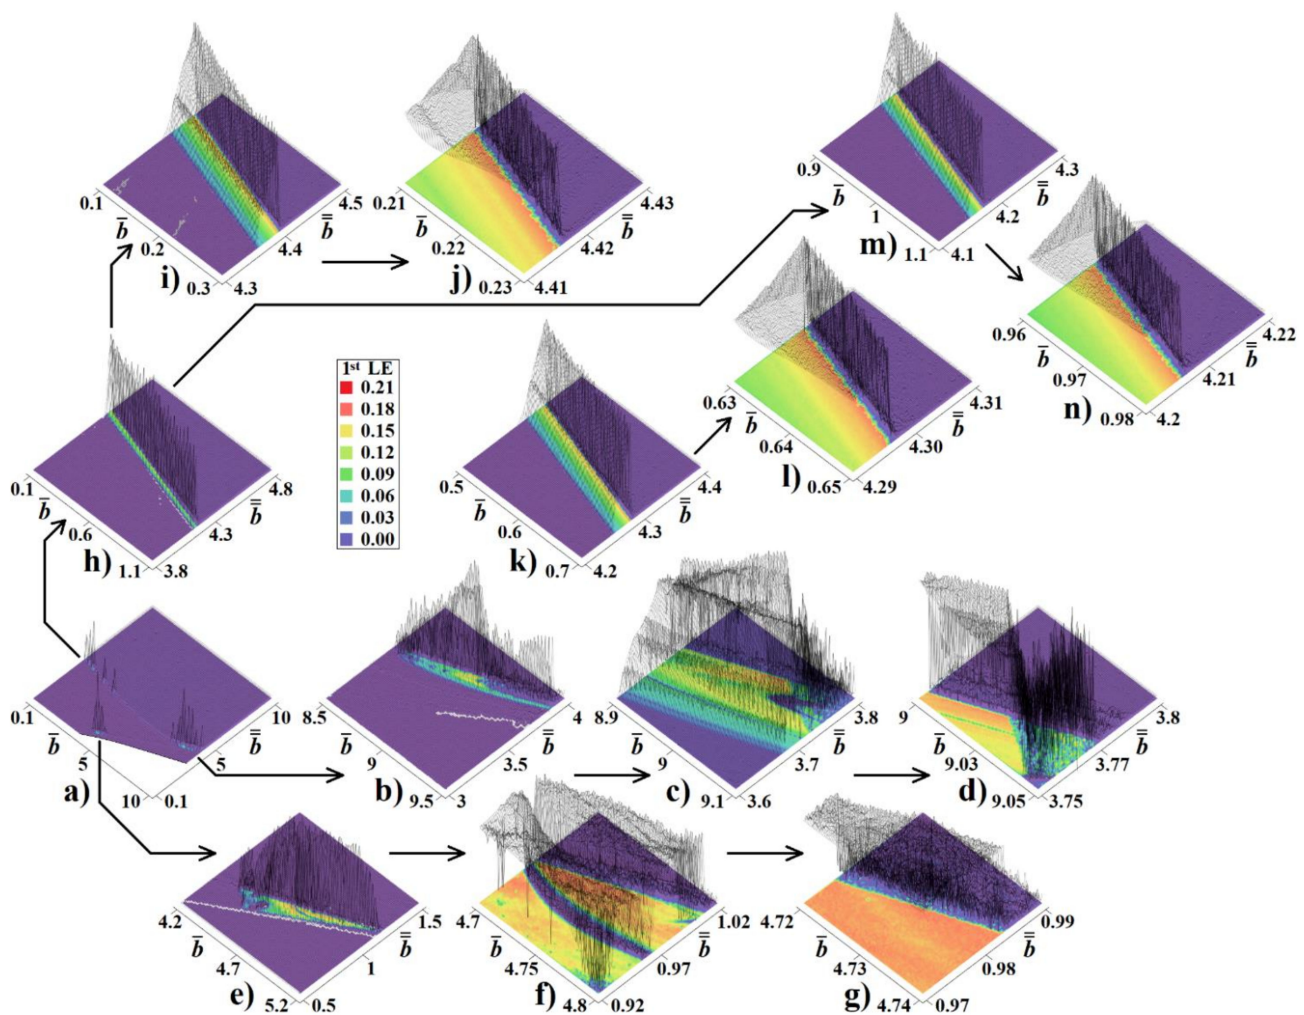 0.1
b̄
0.2
0.3
4.3
4.4
b̿
4.5
i)
0.21
b̄
0.22
0.23
4.41
4.42
b̿
4.43
j)
0.9
b̄
1
1.1
4.1
4.2
b̿
4.3
m)
0.96
b̄
0.97
0.98
4.2
4.21
b̿
4.22
n)
0.1
b̄
0.6
1.1
3.8
4.3
b̿
4.8
h)
1st LE
0.21
0.18
0.15
0.12
0.09
0.06
0.03
0.00
0.5
b̄
0.6
0.7
4.2
4.3
b̿
4.4
k)
0.63
b̄
0.64
0.65
4.29
4.30
b̿
4.31
l)
0.1
b̄
5
10
0.1
5
b̿
10
a)
8.5
b̄
9
9.5
3
3.5
b̿
4
b)
8.9
b̄
9
9.1
3.6
3.7
b̿
3.8
c)
9
b̄
9.03
9.05
3.75
3.77
b̿
3.8
d)
4.2
b̄
4.7
5.2
0.5
1
b̿
1.5
e)
4.7
b̄
4.75
4.8
0.92
0.97
b̿
1.02
f)
4.72
b̄
4.73
4.74
0.97
0.98
b̿
0.99
g)